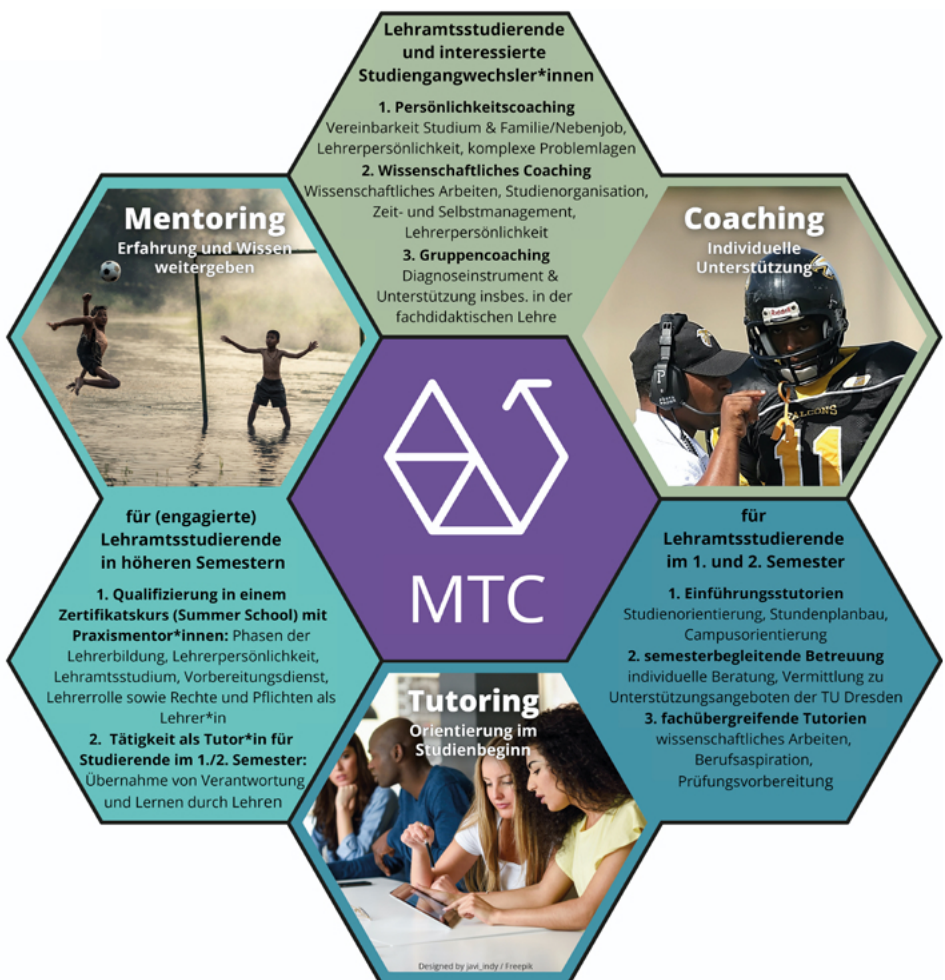 Lehramtsstudierende
und interessierte
Studiengangwechsler*innen
1. Persönlichkeitscoaching
Vereinbarkeit Studium & Familie/Nebenjob,
Lehrerpersönlichkeit, komplexe Problemlagen
2. Wissenschaftliches Coaching
Wissenschaftliches Arbeiten, Studienorganisation,
Zeit- und Selbstmanagement,
Lehrerpersönlichkeit
3. Gruppencoaching
Diagnoseinstrument &
Unterstützung insbes. in der
fachdidaktischen Lehre
Mentoring
Erfahrung und Wissen
weitergeben
Coaching
Individuelle
Unterstützung
FALCONS
11
MTC
für (engagierte)
Lehramtsstudierende
in höheren Semestern
1. Qualifizierung in einem
Zertifikatskurs (Summer School) mit
Praxismentor*innen: Phasen der
Lehrerbildung, Lehrerpersönlichkeit,
Lehramtsstudium, Vorbereitungsdienst,
Lehrerrolle sowie Rechte und Pflichten als
Lehrer*in
2. Tätigkeit als Tutor*in für
Studierende im 1./2. Semester:
Übernahme von Verantwortung
und Lernen durch Lehren
für
Lehramtsstudierende
im 1. und 2. Semester
1. Einführungsstutorien
Studienorientierung, Stundenplanbau,
Campusorientierung
2. semesterbegleitende Betreuung
individuelle Beratung, Vermittlung zu
Unterstützungsangeboten der TU Dresden
3. fachübergreifende Tutorien
wissenschaftliches Arbeiten,
Berufsaspiration,
Prüfungsvorbereitung
Tutoring
Orientierung im
Studienbeginn
Designed by javi_indy / Freepik